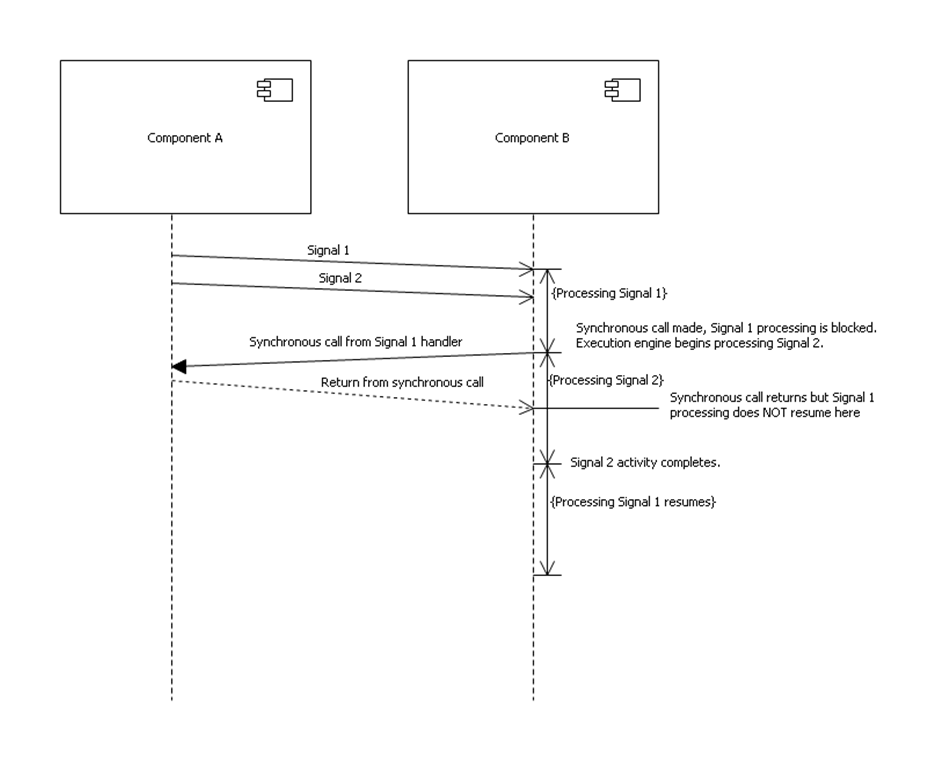 Component A
Component B
Signal 1
Signal 2
{Processing Signal 1}
Synchronous call made, Signal 1 processing is blocked.
Execution engine begins processing Signal 2.
Synchronous call from Signal 1 handler
Return from synchronous call
{Processing Signal 2}
Synchronous call returns but Signal 1
processing does NOT resume here
Signal 2 activity completes.
{Processing Signal 1 resumes}